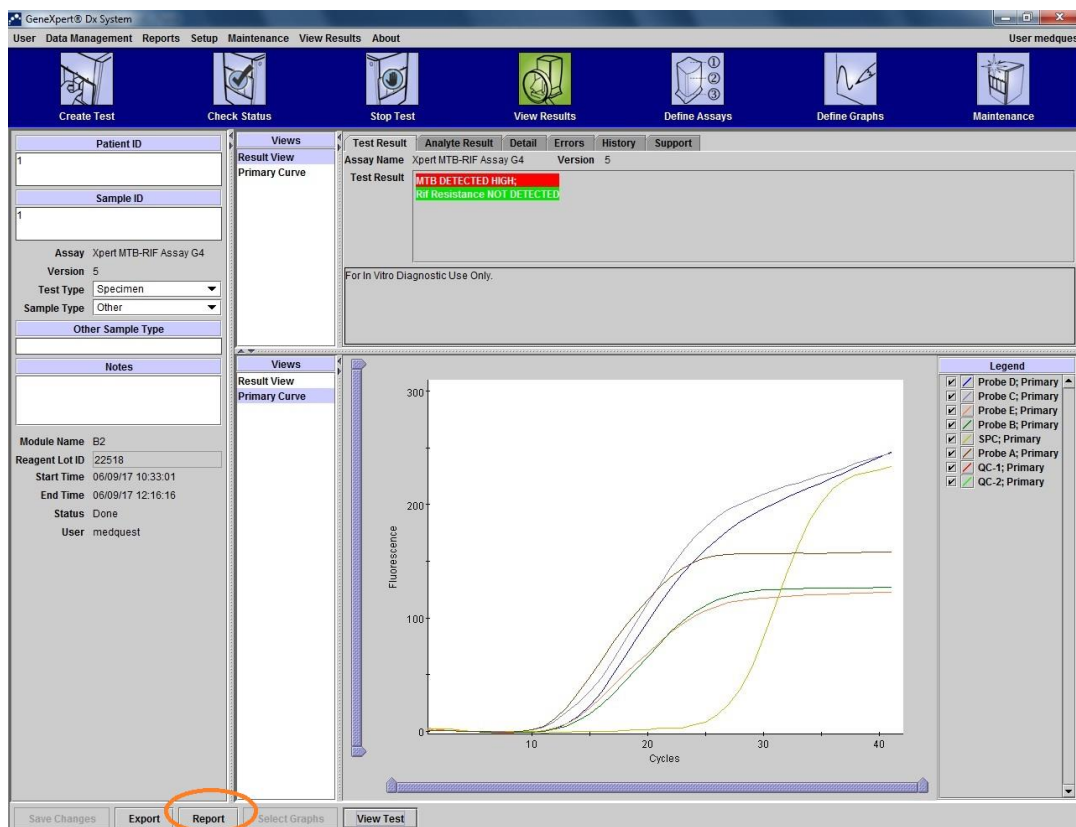 GeneXpert® Dx System
User Data Management Reports Setup Maintenance View Results About User medques
Create Test Check Status Stop Test View Results Define Assays Define Graphs Maintenance
Patient ID
1
Sample ID
1
Assay Xpert MTB-RIF Assay G4
Version 5
Test Type Specimen
Sample Type Other
Other Sample Type
Notes
Module Name B2
Reagent Lot ID 22518
Start Time 06/09/17 10:33:01
End Time 06/09/17 12:16:16
Status Done
User medquest
Views
Result View
Primary Curve
Test Result Analyte Result Detail Errors History Support
Assay Name Xpert MTB-RIF Assay G4 Version 5
Test Result MTB DETECTED HIGH;
Rif Resistance NOT DETECTED
For In Vitro Diagnostic Use Only.
Views
Result View
Primary Curve
300
200
100
0
Fluorescence
10 20 30 40
Cycles
Legend
Probe D; Primary
Probe C; Primary
Probe E; Primary
Probe B; Primary
SPC; Primary
Probe A; Primary
QC-1; Primary
QC-2; Primary
Save Changes Export Report Select Graphs View Test